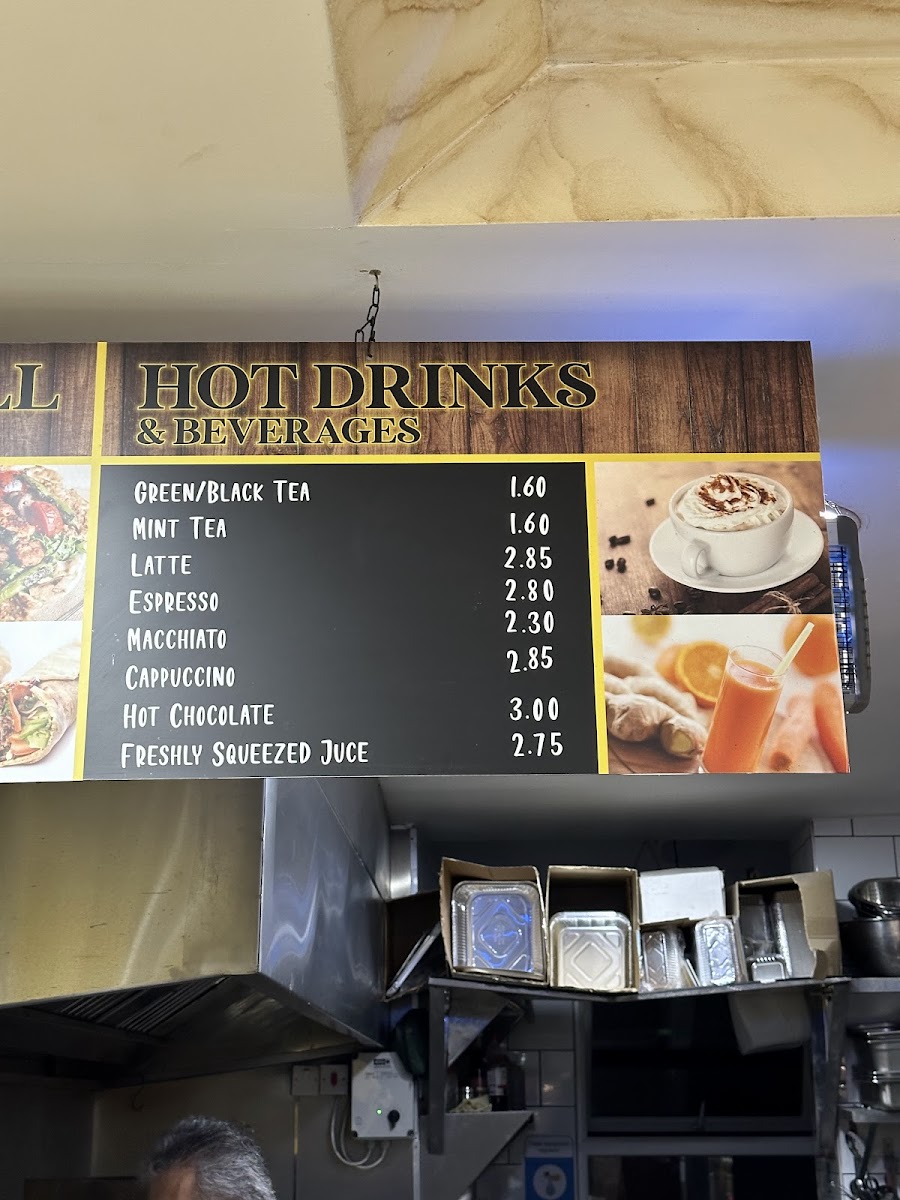 LL
HOT DRINKS
& BEVERAGES
GREEN/BLACK TEA 1.60
MINT TEA 1.60
LATTE 2.85
ESPRESSO 2.80
MACCHIATO 2.30
CAPPUCCINO 2.85
HOT CHOCOLATE 3.00
FRESHLY SQUEEZED JUCE 2.75